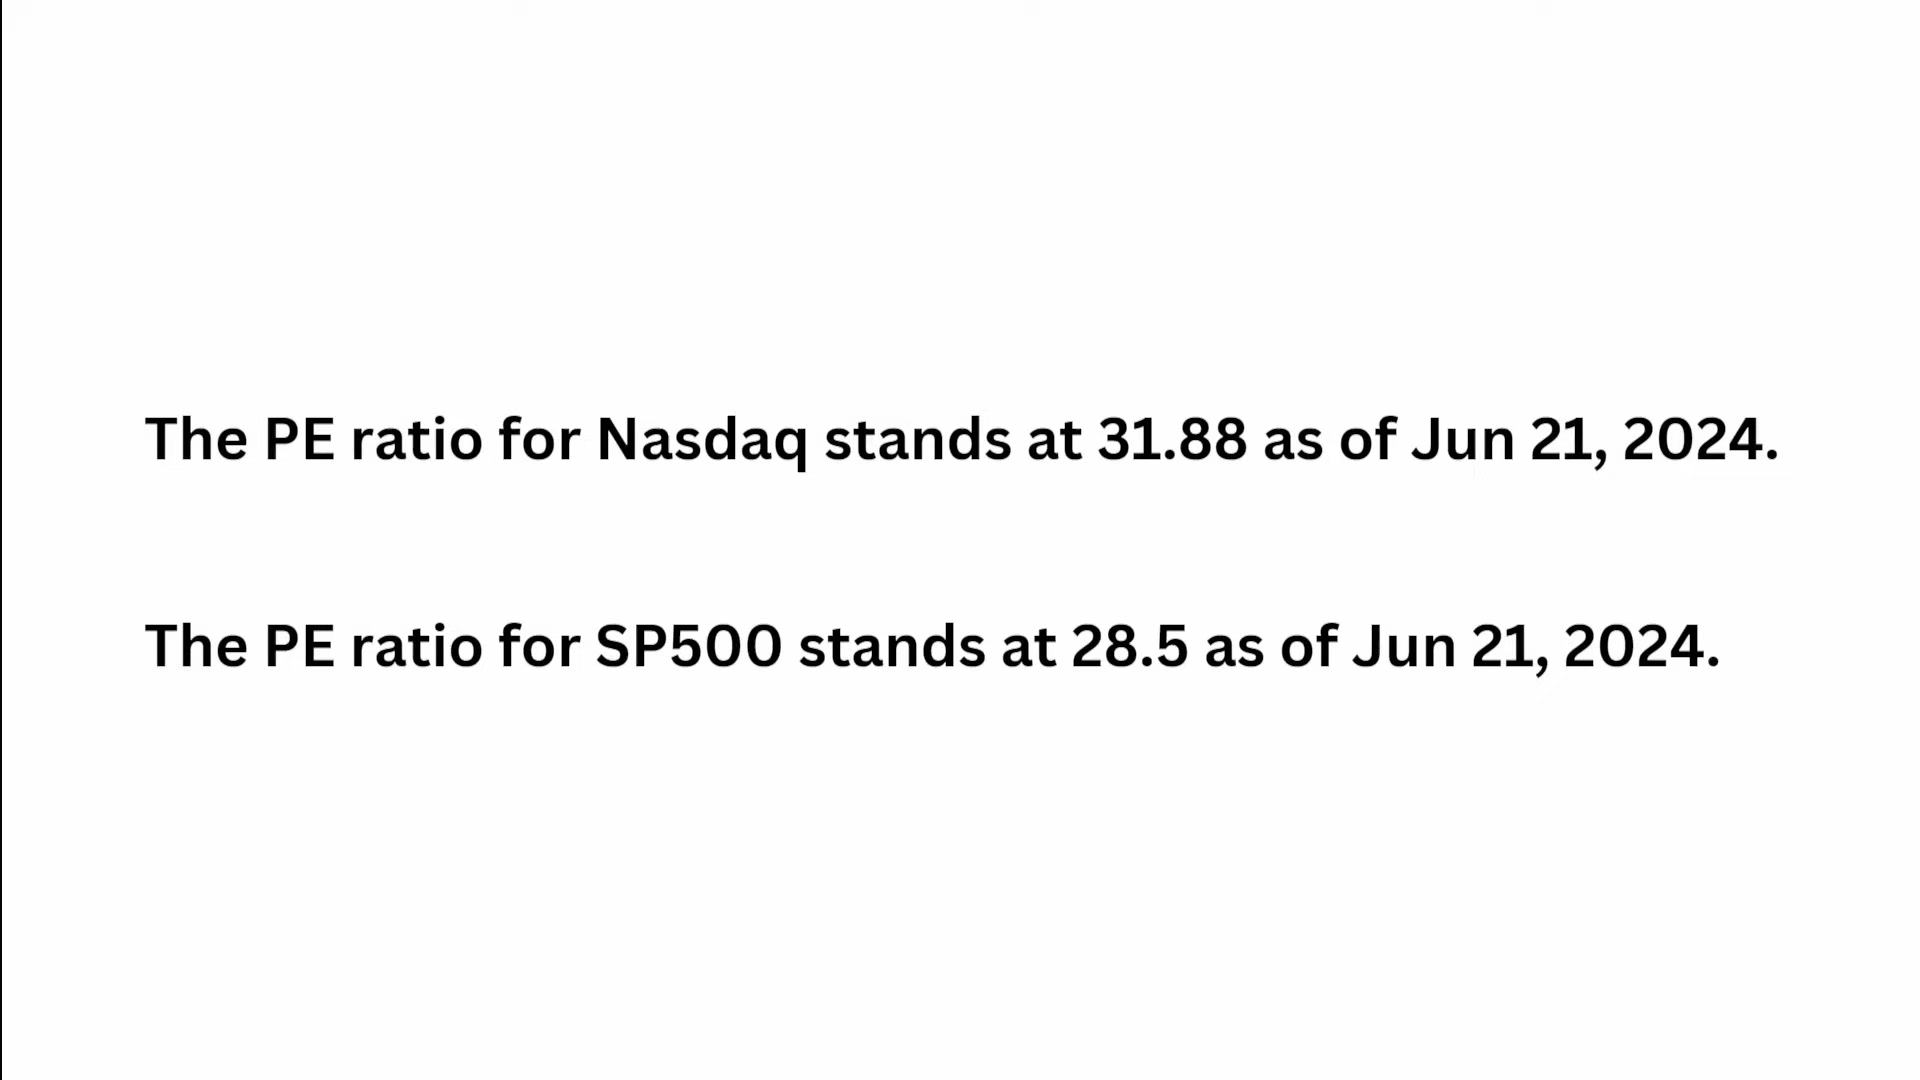 The PE ratio for Nasdaq stands at 31.88 as of Jun 21, 2024.
The PE ratio for SP500 stands at 28.5 as of Jun 21, 2024.